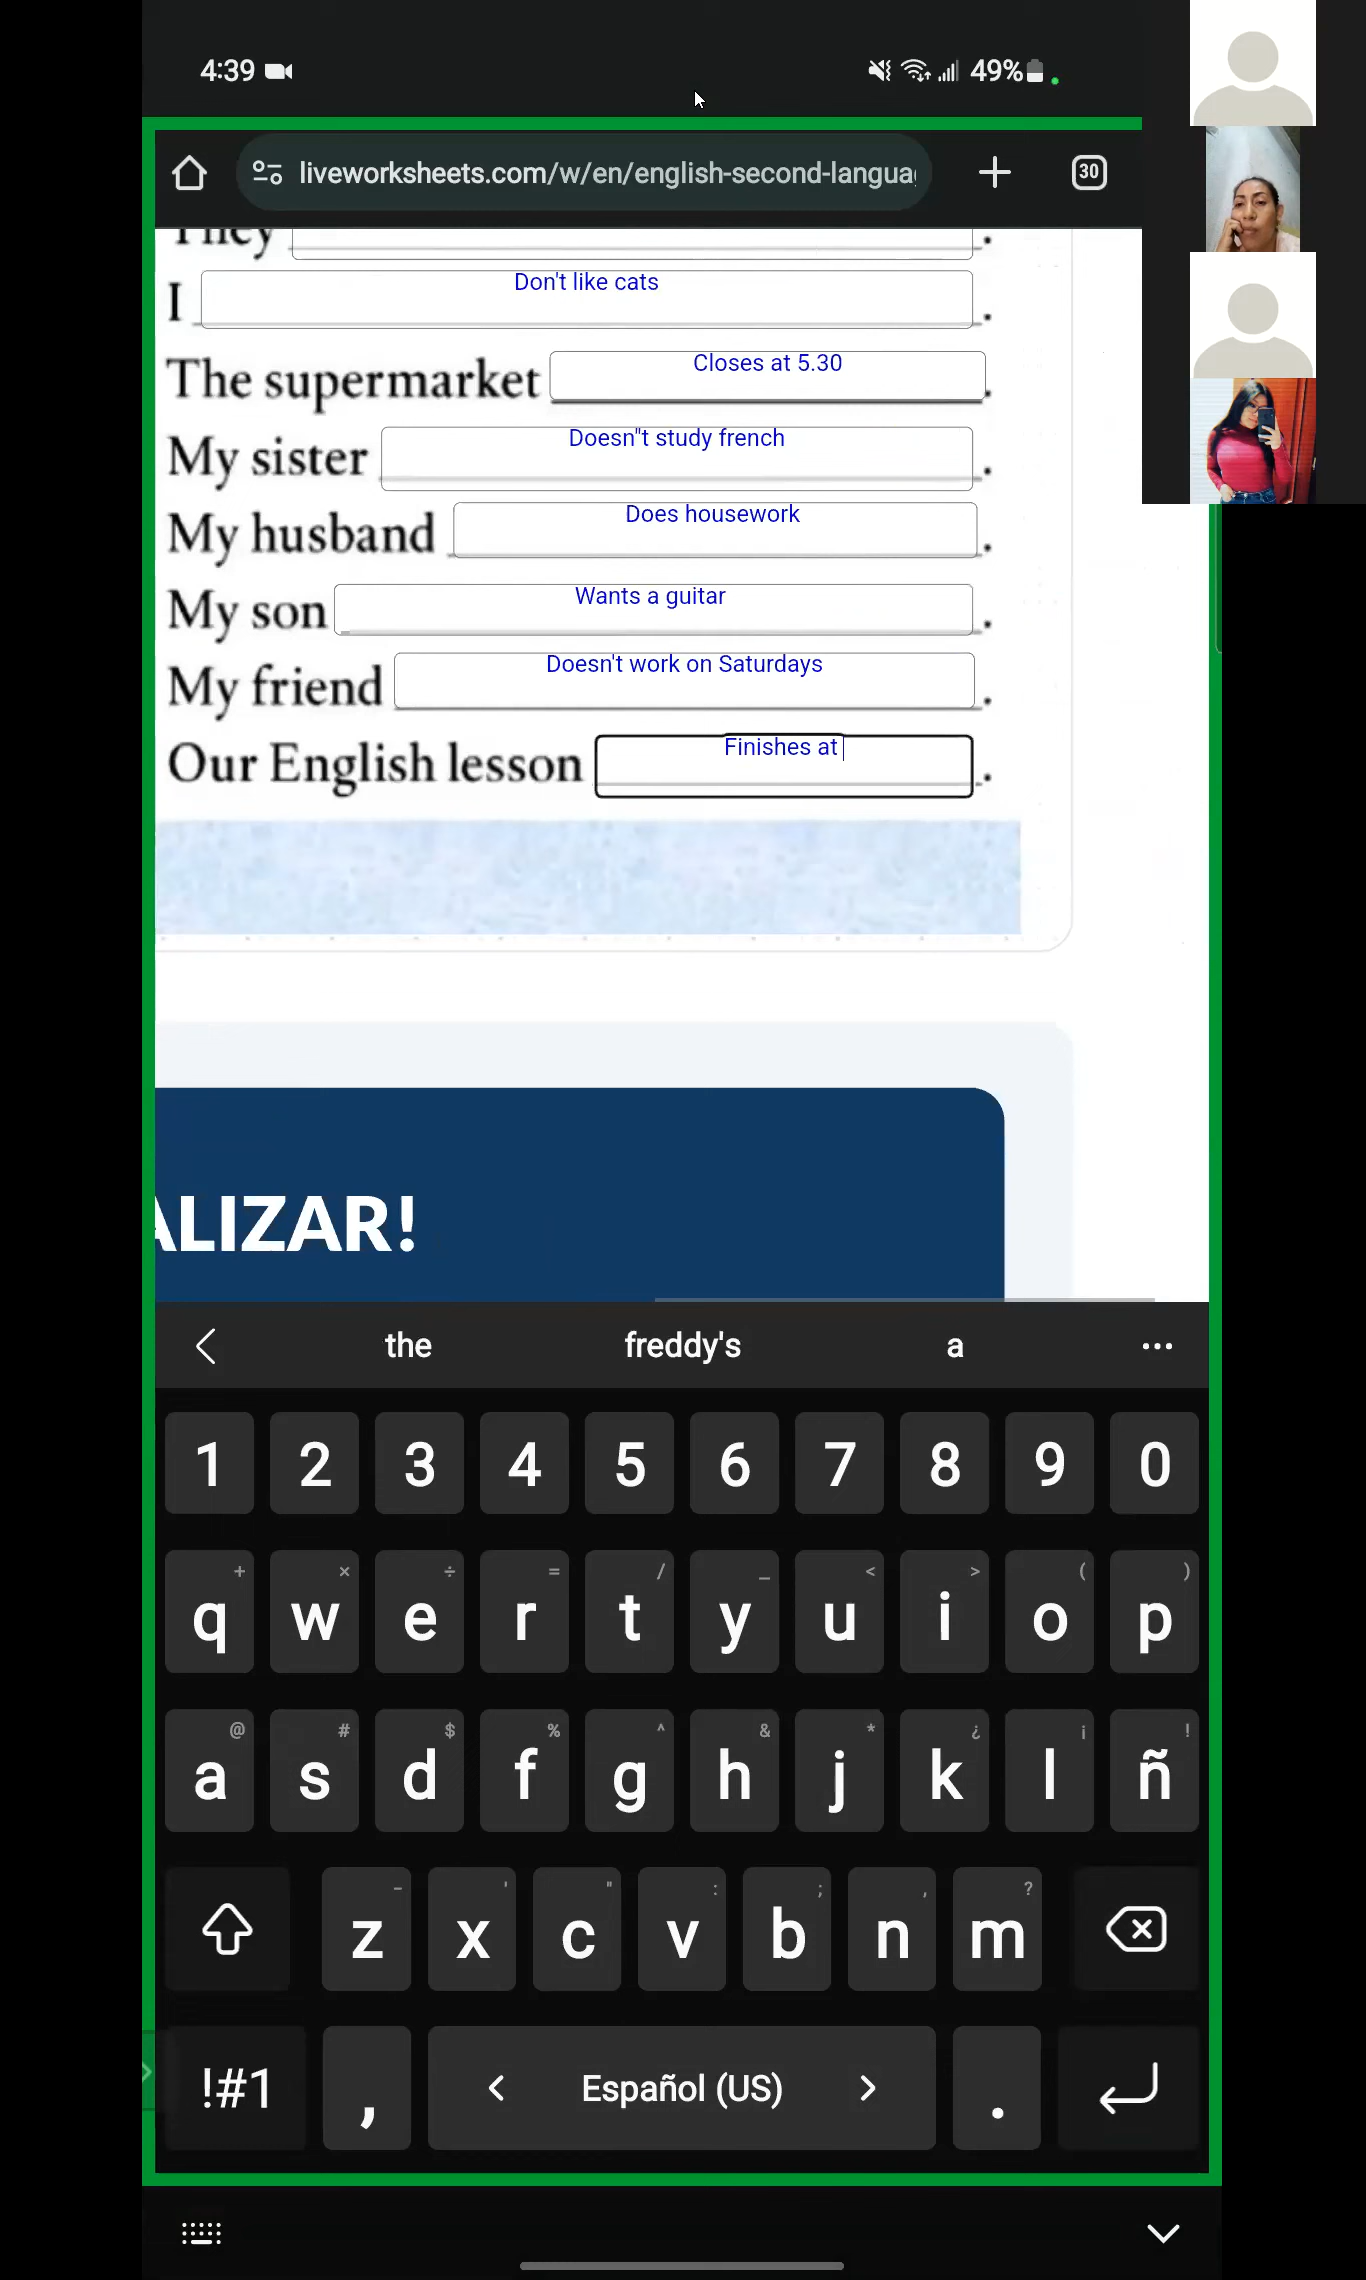 4:39 49%
liveworksheets.com/w/en/english-second-langua
30
They .
I Don't like cats .
The supermarket Closes at 5.30 .
My sister Doesn"t study french .
My husband Does housework .
My son Wants a guitar .
My friend Doesn't work on Saturdays .
Our English lesson Finishes at .
ALIZAR!
the freddy's a ...
1 2 3 4 5 6 7 8 9 0
+ × ÷ = / _ < > ( )
q w e r t y u i o p
@ # $ % ^ & * ¿ ¡ !
a s d f g h j k l ñ
- ' " : ; , ?
z x c v b n m
!#1 , < Español (US) > .